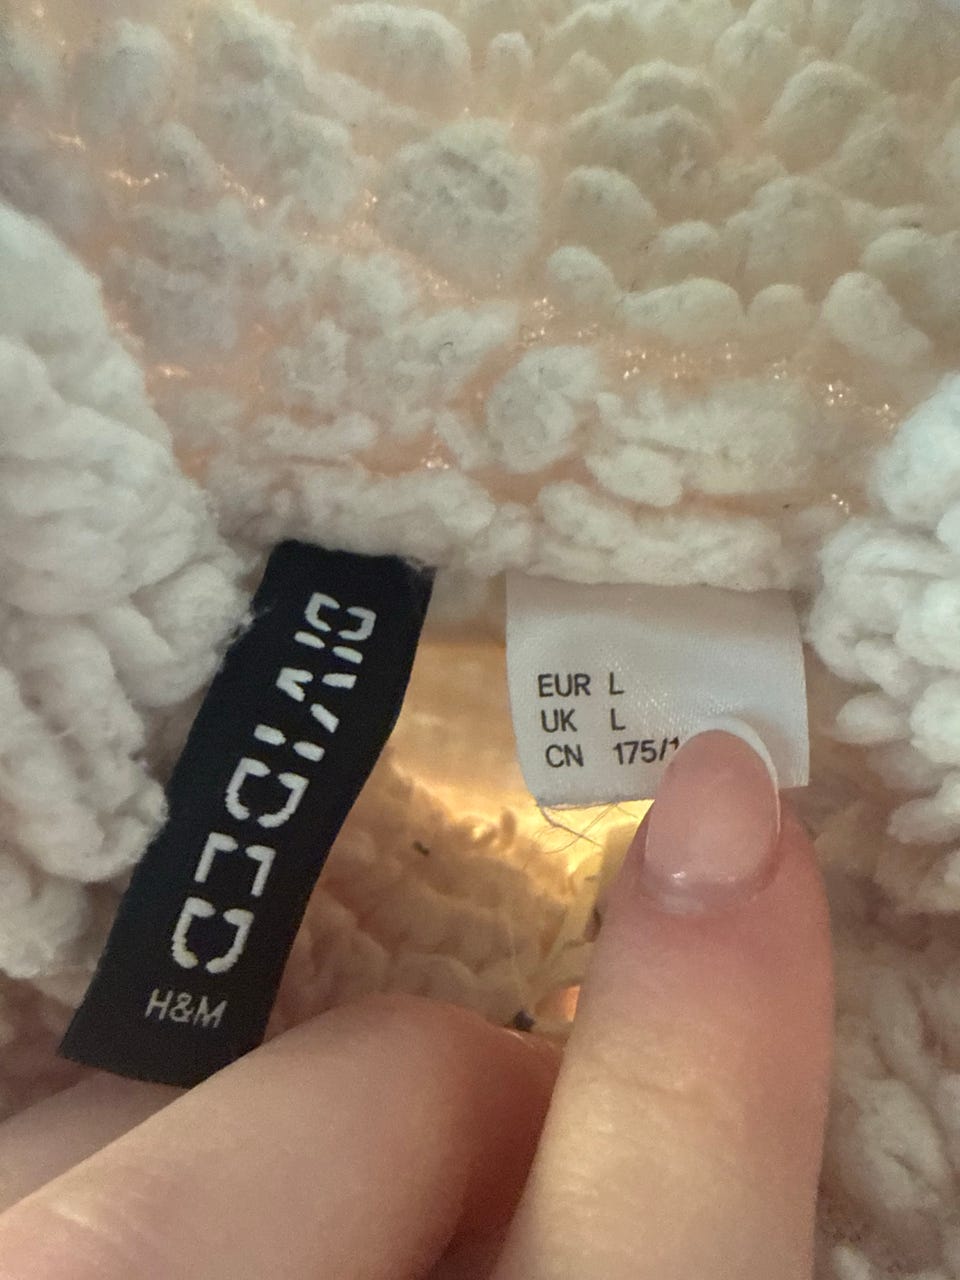 DIVIDED
H&M
EUR L
UK L
CN 175/1